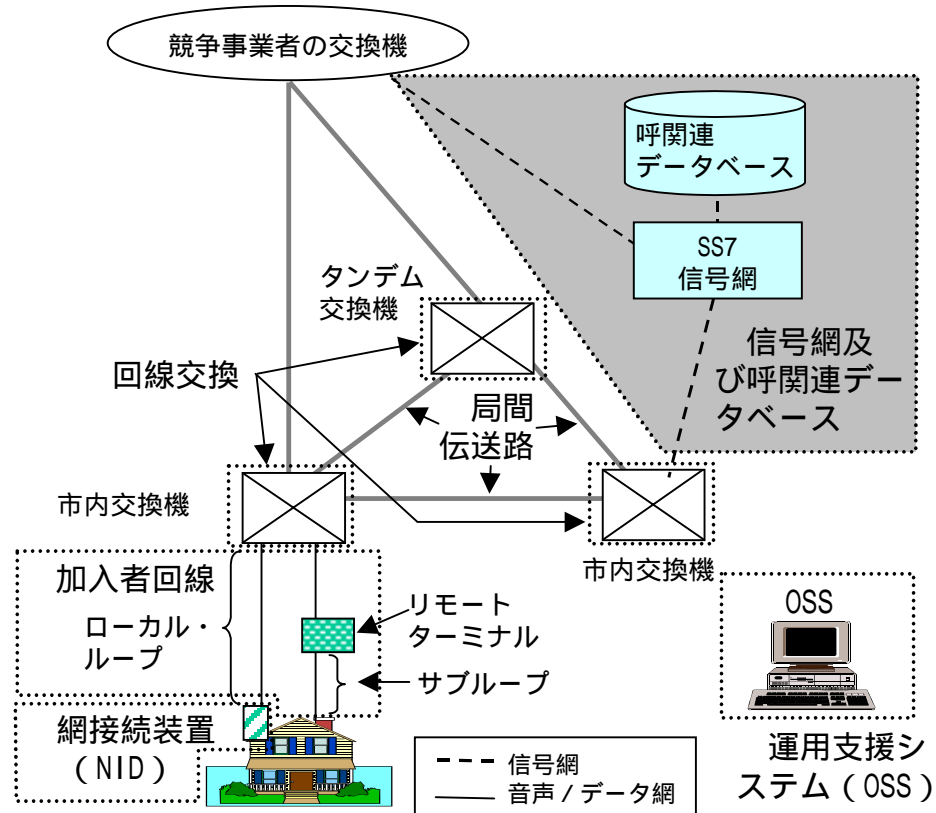 競争事業者の交換機
呼関連
データベース
SS7
信号網
タンデム
交換機
信号網及
び呼関連デー
タベース
回線交換
局間
伝送路
市内交換機
市内交換機
加入者回線
ローカル・
ループ
リモート
ターミナル
サブループ
OSS
網接続装置
(NID)
運用支援シ
ステム(OSS)
信号網
音声/データ網